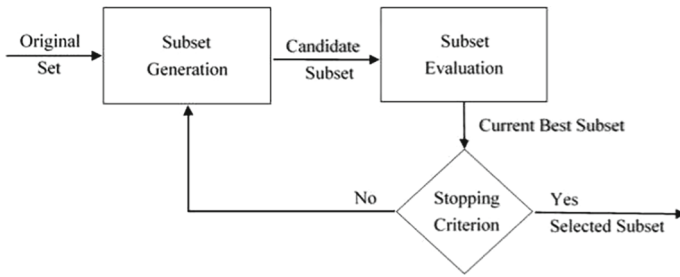 Original
Set
Subset
Generation
Candidate
Subset
Subset
Evaluation
Current Best Subset
No
Stopping
Criterion
Yes
Selected Subset